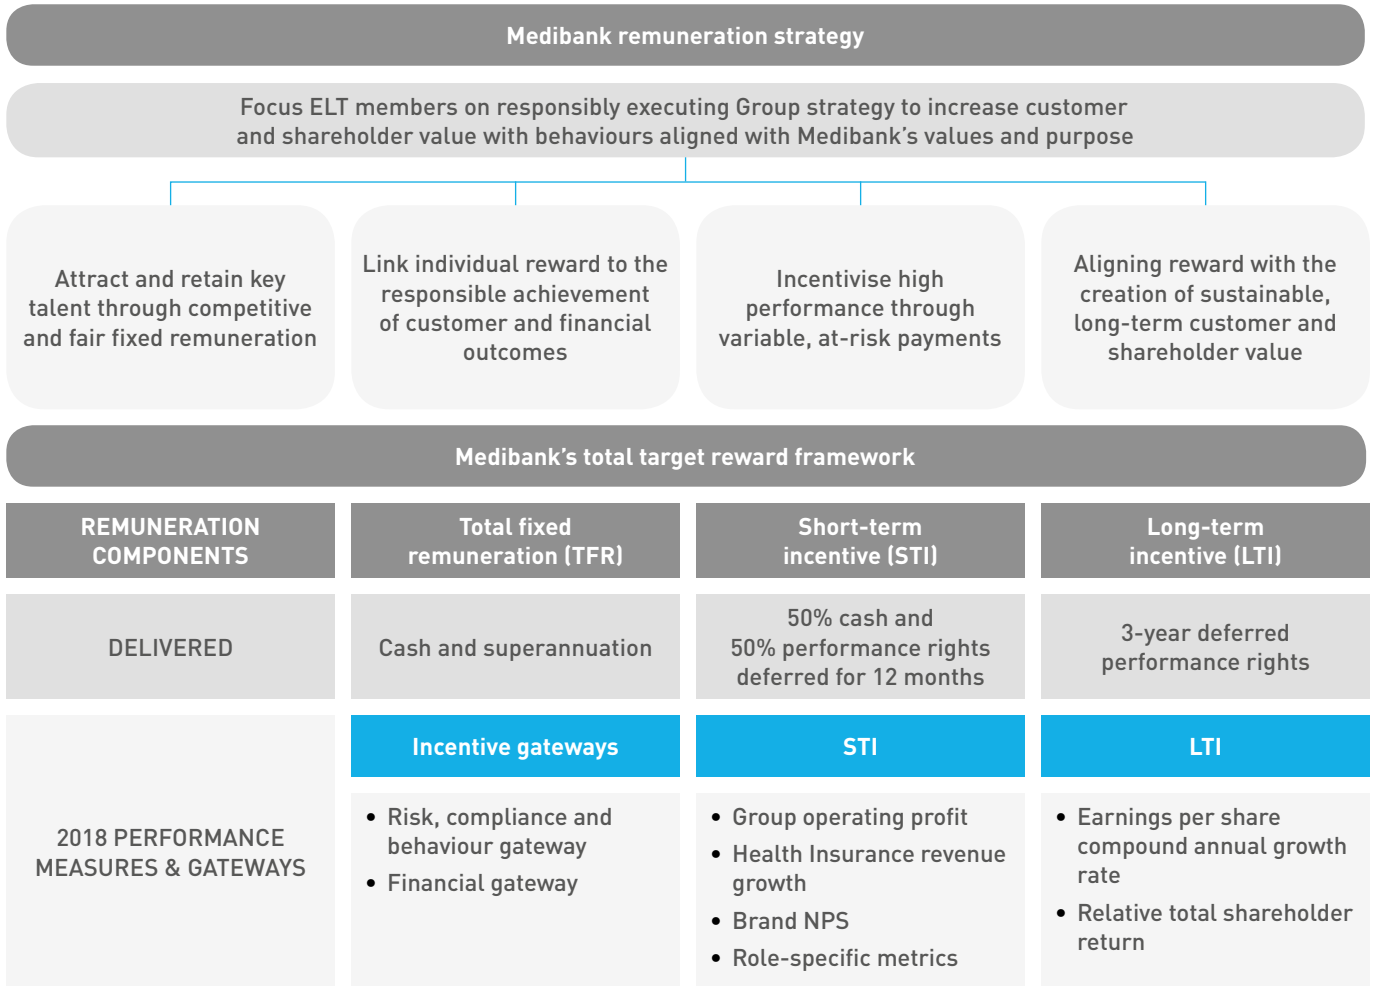 Medibank remuneration strategy
Focus ELT members on responsibly executing Group strategy to increase customer
and shareholder value with behaviours aligned with Medibank's values and purpose
Attract and retain key
talent through competitive
and fair fixed remuneration
Link individual reward to the
responsible achievement
of customer and financial
outcomes
Incentivise high
performance through
variable, at-risk payments
Aligning reward with the
creation of sustainable,
long-term customer and
shareholder value
Medibank's total target reward framework
REMUNERATION
COMPONENTS
Total fixed
remuneration (TFR)
Short-term
incentive (STI)
Long-term
incentive (LTI)
DELIVERED
Cash and superannuation
50% cash and
50% performance rights
deferred for 12 months
3-year deferred
performance rights
2018 PERFORMANCE
MEASURES & GATEWAYS
Incentive gateways
• Risk, compliance and
behaviour gateway
• Financial gateway
STI
• Group operating profit
• Health Insurance revenue
growth
• Brand NPS
• Role-specific metrics
LTI
• Earnings per share
compound annual growth
rate
• Relative total shareholder
return